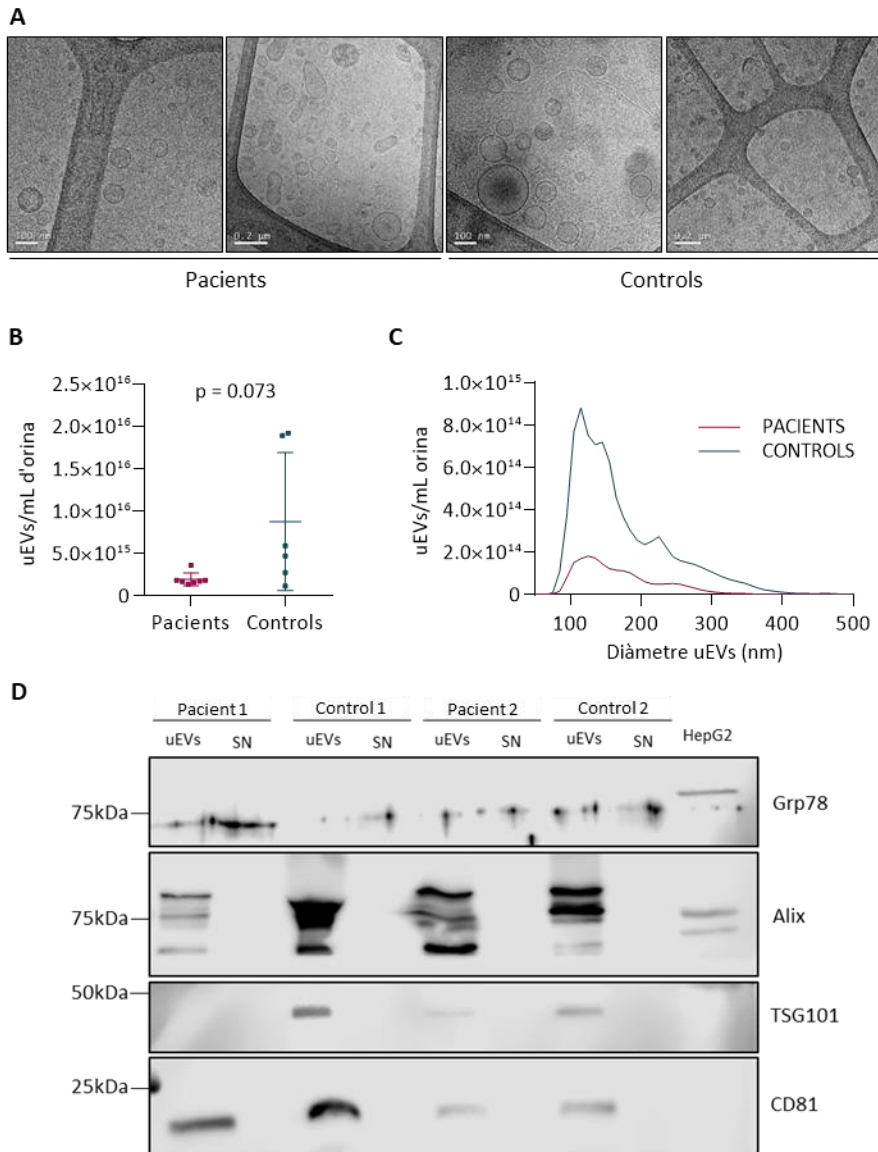 A
100 nm
0.2 µm
100 nm
0.2 µm
Pacients
Controls
B
uEVs/mL d'orina
2.5×10¹⁶
2.0×10¹⁶
1.5×10¹⁶
1.0×10¹⁶
5.0×10¹⁵
0
p = 0.073
Pacients Controls
C
uEVs/mL orina
1.0×10¹⁵
8.0×10¹⁴
6.0×10¹⁴
4.0×10¹⁴
2.0×10¹⁴
0
PACIENTS
CONTROLS
100 200 300 400 500
Diàmetre uEVs (nm)
D
Pacient 1 Control 1 Pacient 2 Control 2
uEVs SN uEVs SN uEVs SN uEVs SN HepG2
75kDa Grp78
75kDa Alix
50kDa TSG101
25kDa CD81